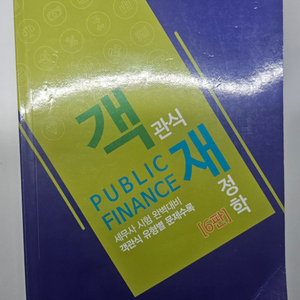 객관식
PUBLIC
FINANCE
재정학
세무사 시험 완벽대비
객관식 유형별 문제수록
[6판]